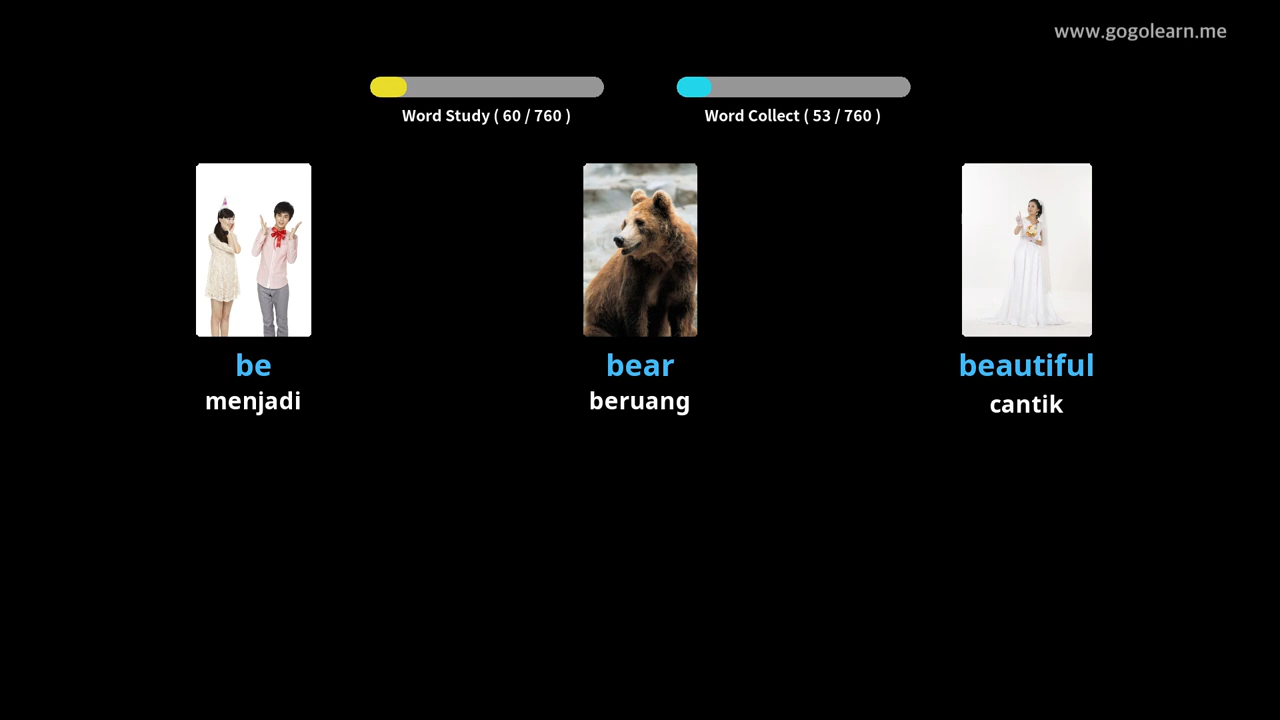 www.gogolearn.me
Word Study ( 60 / 760 )
Word Collect ( 53 / 760 )
be
menjadi
bear
beruang
beautiful
cantik